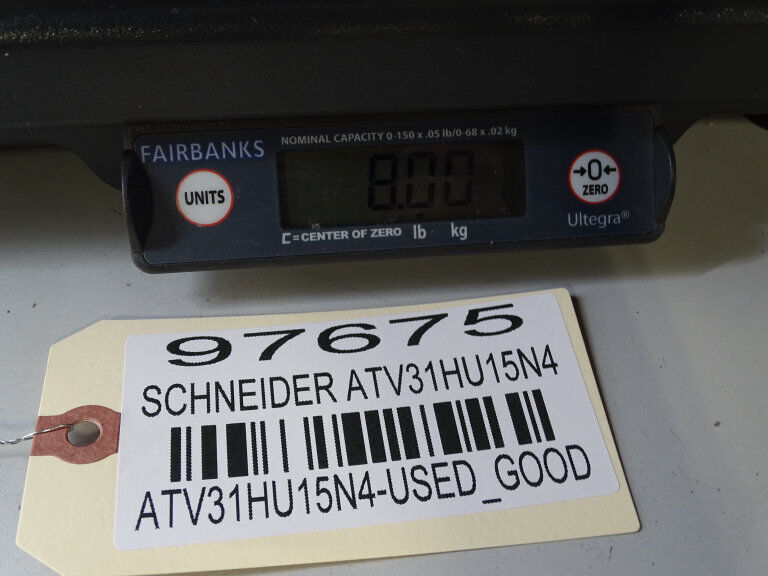 NOMINAL CAPACITY 0-150 x .05 lb/0-68 x .02 kg
FAIRBANKS
UNITS
8.00
→0←
ZERO
Ultegra®
C=CENTER OF ZERO lb kg
97675
SCHNEIDER ATV31HU15N4
ATV31HU15N4-USED_GOOD